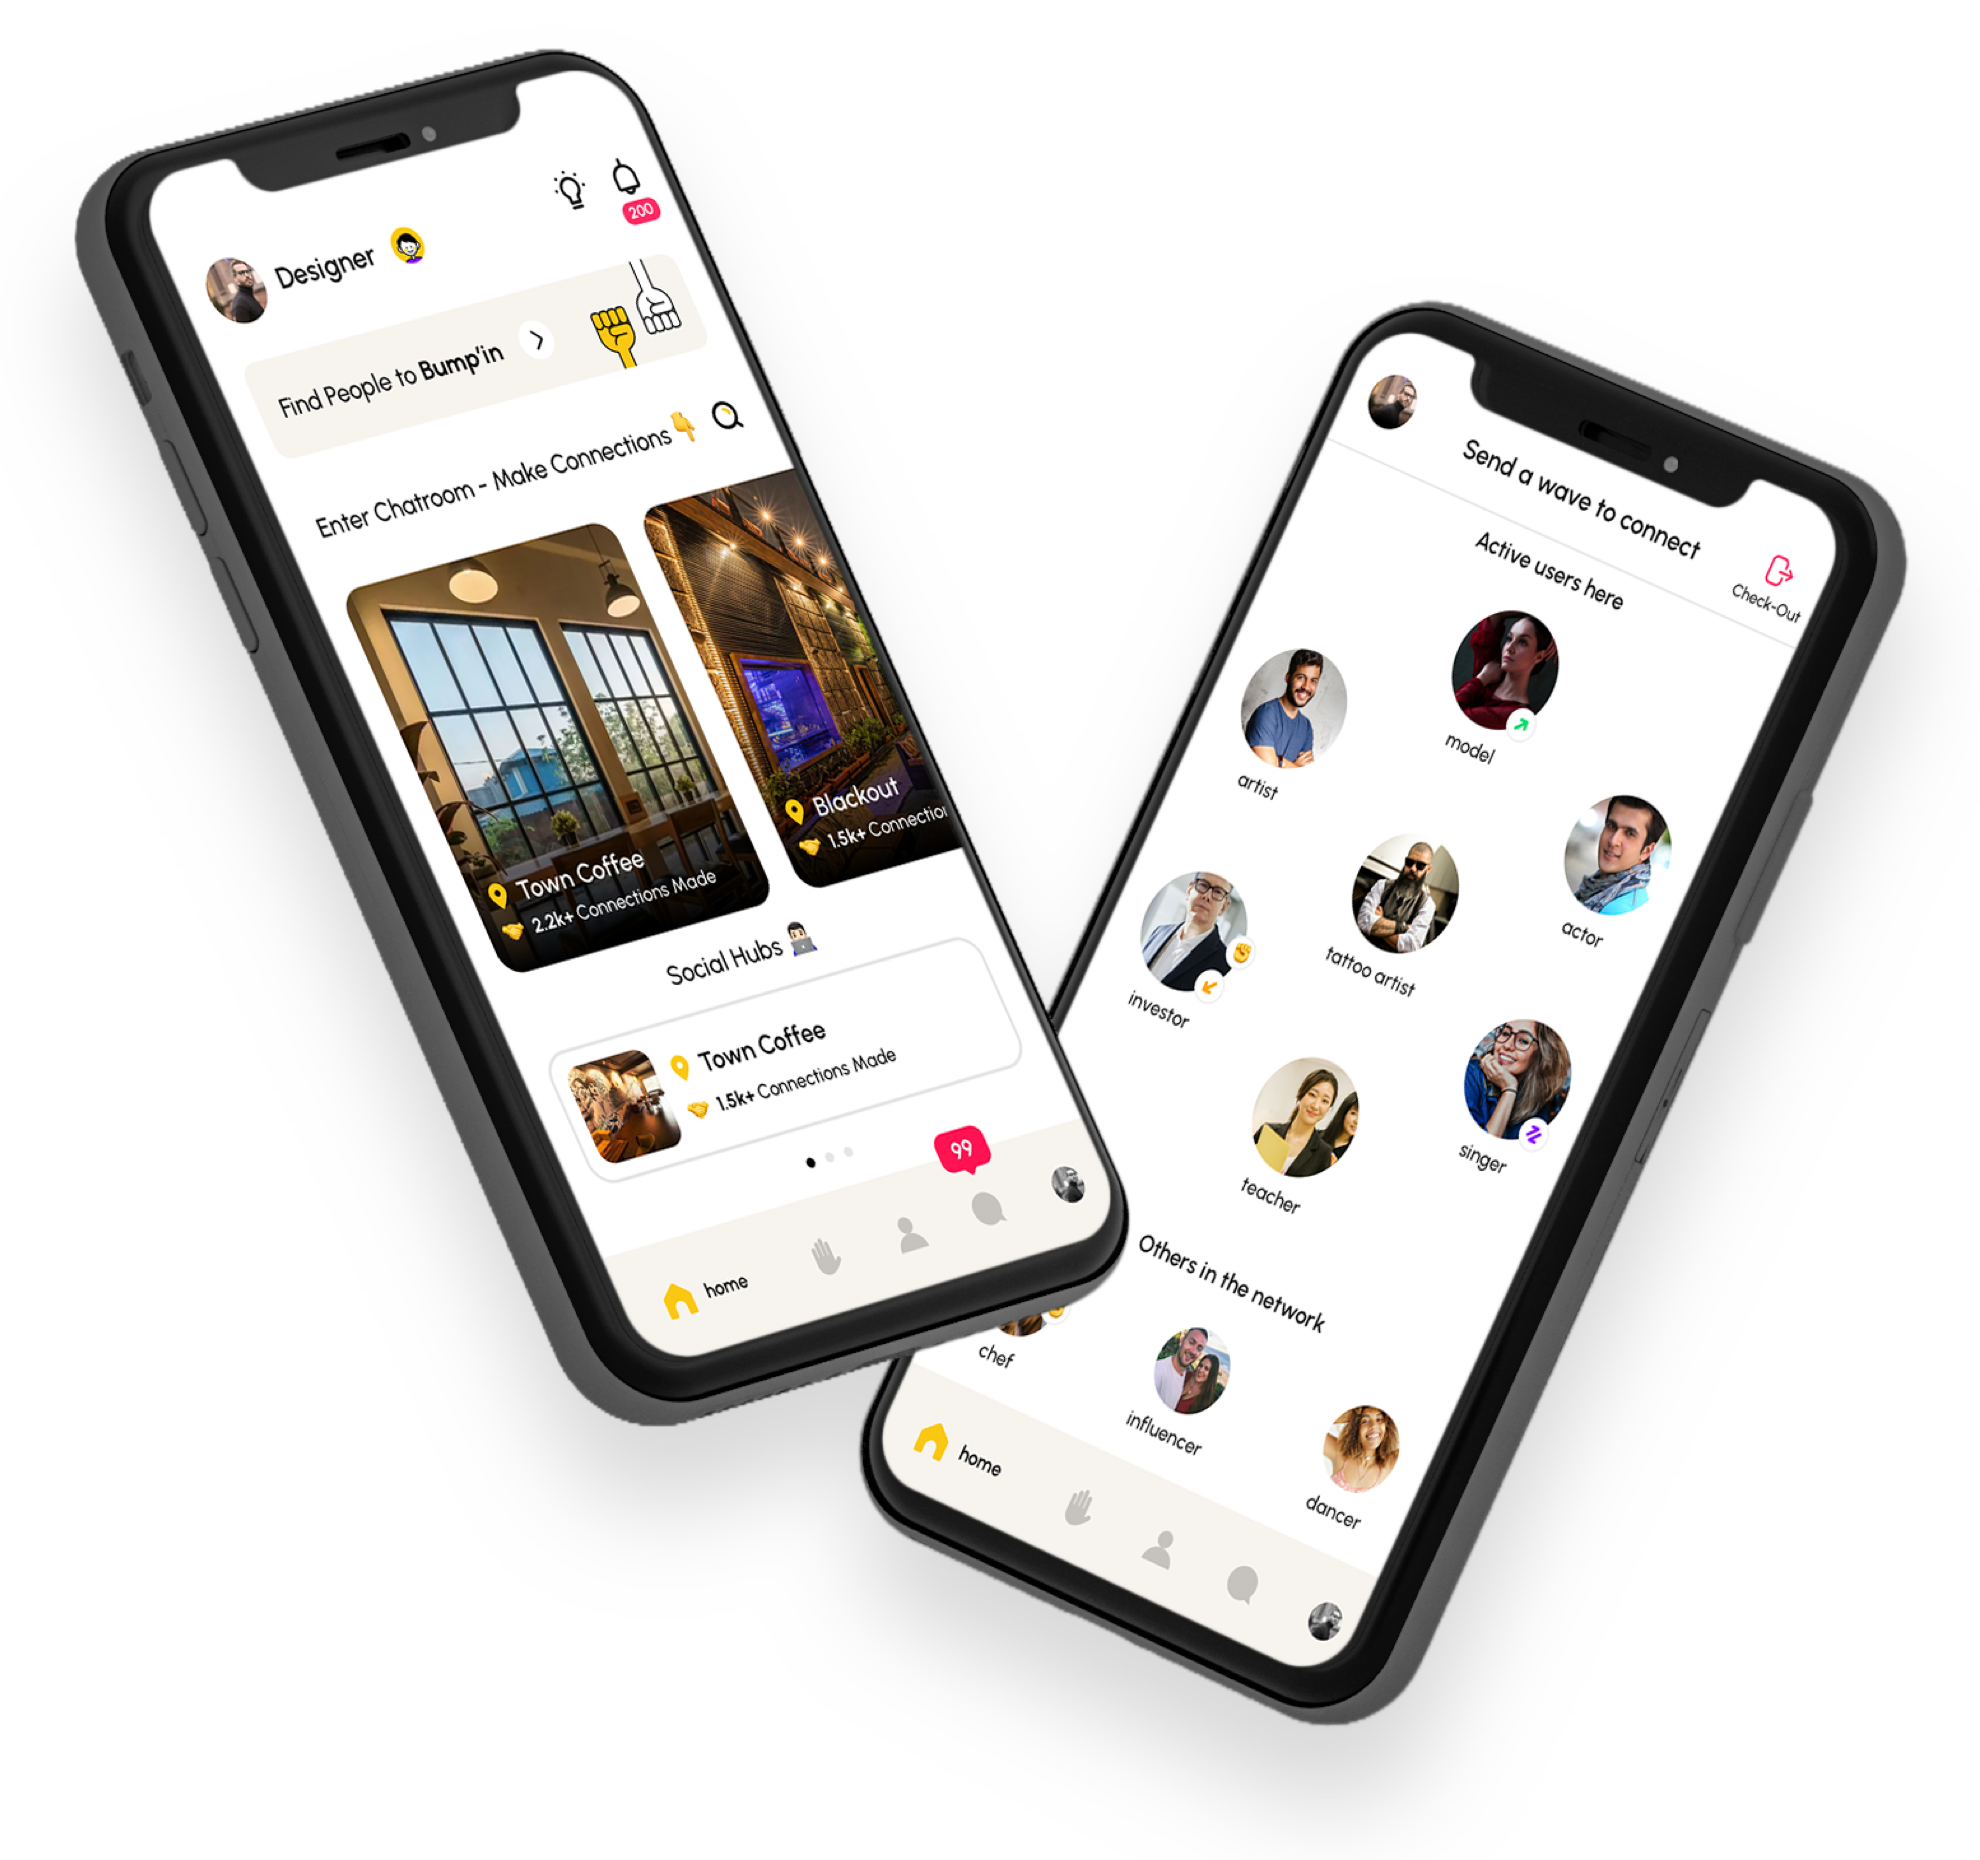 200
Designer
Find People to Bump'in
Enter Chatroom - Make Connections
Town Coffee
2.2k+ Connections Made
Blackout
1.5k+ Connection
Social Hubs
Town Coffee
1.5k+ Connections Made
99
home
Send a wave to connect
Check-Out
Active users here
model
artist
actor
tattoo artist
investor
singer
teacher
Others in the network
chef
influencer
dancer
home